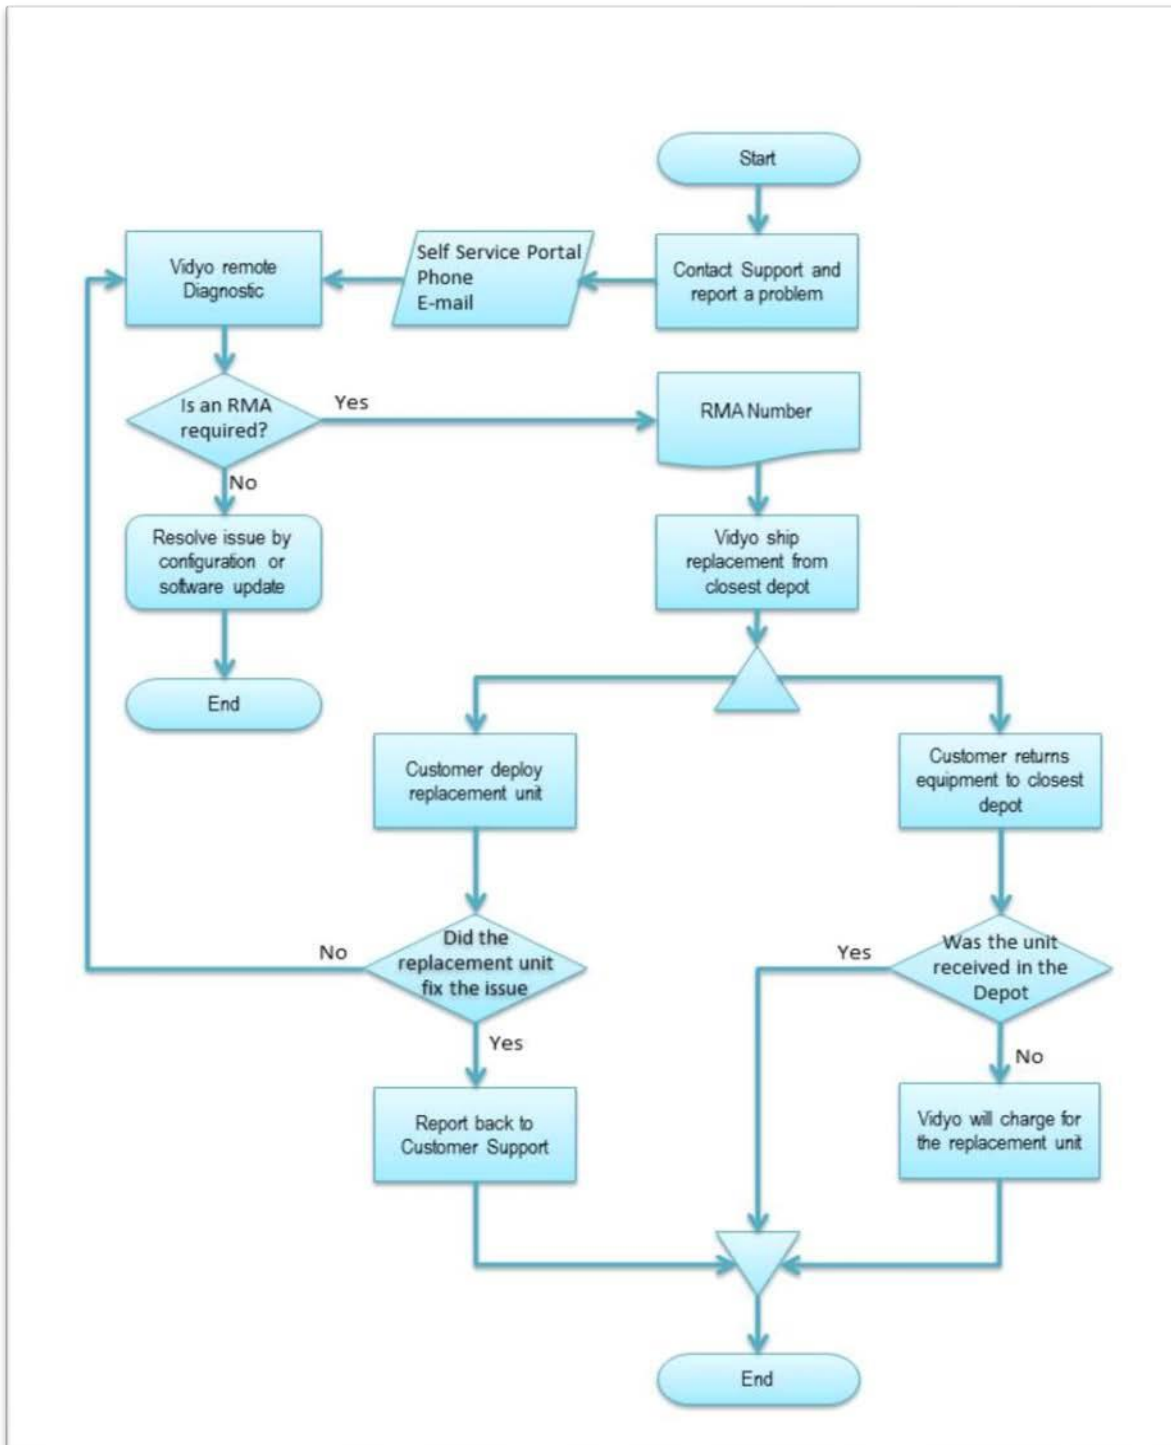 Start
Contact Support and
report a problem
Self Service Portal
Phone
E-mail
Vidyo remote
Diagnostic
Is an RMA
required?
Yes
No
RMA Number
Resolve issue by
configuration or
software update
End
Vidyo ship
replacement from
closest depot
Customer deploy
replacement unit
Customer returns
equipment to closest
depot
Did the
replacement unit
fix the issue
No
Yes
Report back to
Customer Support
Was the unit
received in the
Depot
Yes
No
Vidyo will charge for
the replacement unit
End